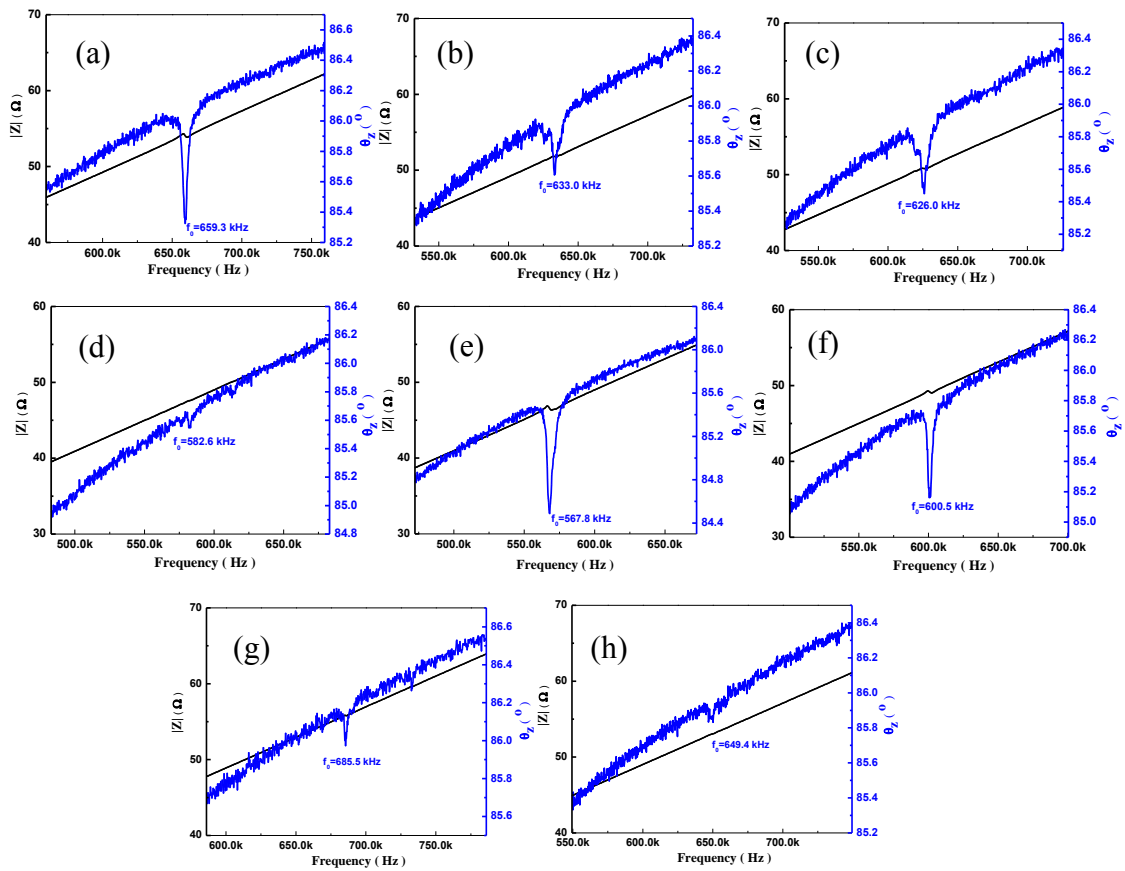 (a)
70
60
50
40
|Z| (Ω)
86.6
86.4
86.2
86.0
85.8
85.6
85.4
85.2
θZ(°
f0=659.3 kHz
600.0k 650.0k 700.0k 750.0k
Frequency ( Hz )
(b)
70
60
50
40
|Z| (Ω)
86.4
86.2
86.0
85.8
85.6
85.4
85.2
θZ(°)
f0=633.0 kHz
550.0k 600.0k 650.0k 700.0k
Frequency ( Hz )
(c)
70
60
50
40
|Z| (Ω)
86.4
86.2
86.0
85.8
85.6
85.4
85.2
θZ(°)
f0=626.0 kHz
550.0k 600.0k 650.0k 700.0k
Frequency ( Hz )
(d)
60
50
40
30
|Z| (Ω)
86.4
86.2
86.0
85.8
85.6
85.4
85.2
85.0
84.8
θZ(°)
f0=582.6 kHz
500.0k 550.0k 600.0k 650.0k
Frequency ( Hz )
(e)
60
50
40
30
|Z| (Ω)
86.4
86.0
85.6
85.2
84.8
84.4
θZ(°)
f0=567.8 kHz
500.0k 550.0k 600.0k 650.0k
Frequency ( Hz )
(f)
60
50
40
30
|Z| (Ω)
86.4
86.2
86.0
85.8
85.6
85.4
85.2
85.0
θZ(°)
f0=600.5 kHz
550.0k 600.0k 650.0k 700.0k
Frequency ( Hz )
(g)
70
60
50
40
|Z| (Ω)
86.6
86.4
86.2
86.0
85.8
85.6
θZ(°)
f0=685.5 kHz
600.0k 650.0k 700.0k 750.0k
Frequency ( Hz )
(h)
70
60
50
40
|Z| (Ω)
86.4
86.2
86.0
85.8
85.6
85.4
85.2
θZ(°)
f0=649.4 kHz
550.0k 600.0k 650.0k 700.0k
Frequency ( Hz )